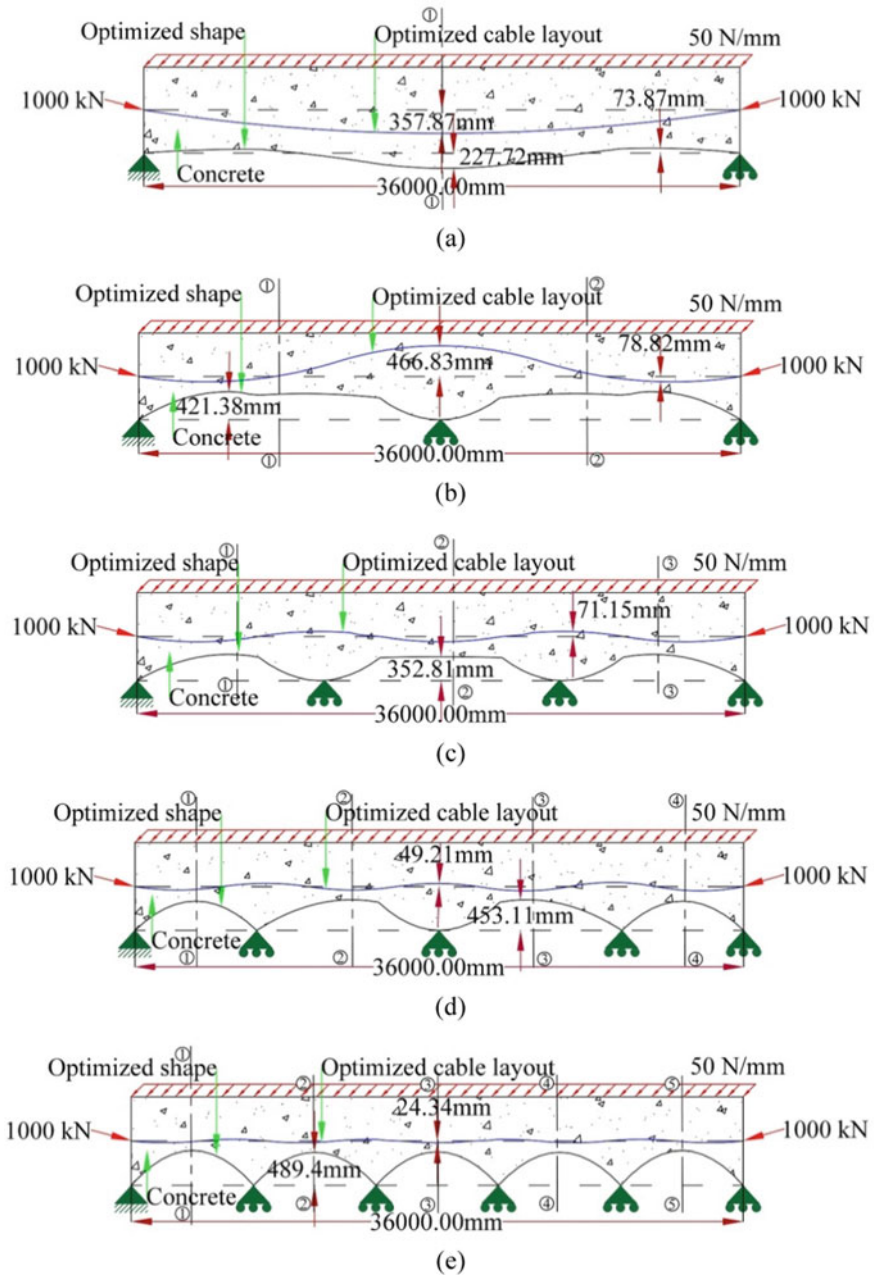 ①
Optimized shape Optimized cable layout 50 N/mm
1000 kN 73.87mm 1000 kN
357.87mm
227.72mm
Concrete
36000.00mm
①
(a)
① ②
Optimized shape Optimized cable layout 50 N/mm
1000 kN 78.82mm 1000 kN
466.83mm
421.38mm
Concrete
36000.00mm
① ②
(b)
① ② ③
Optimized shape Optimized cable layout 50 N/mm
1000 kN 71.15mm 1000 kN
352.81mm
① Concrete ② ③
36000.00mm
(c)
① ② ③ ④
Optimized shape Optimized cable layout 50 N/mm
49.21mm
1000 kN 1000 kN
453.11mm
Concrete
① ② ③ ④
36000.00mm
(d)
①
Optimized shape Optimized cable layout 50 N/mm
② ③ ④ ⑤
24.34mm
1000 kN 1000 kN
489.4mm
Concrete
① ② ③ ④ ⑤
36000.00mm
(e)